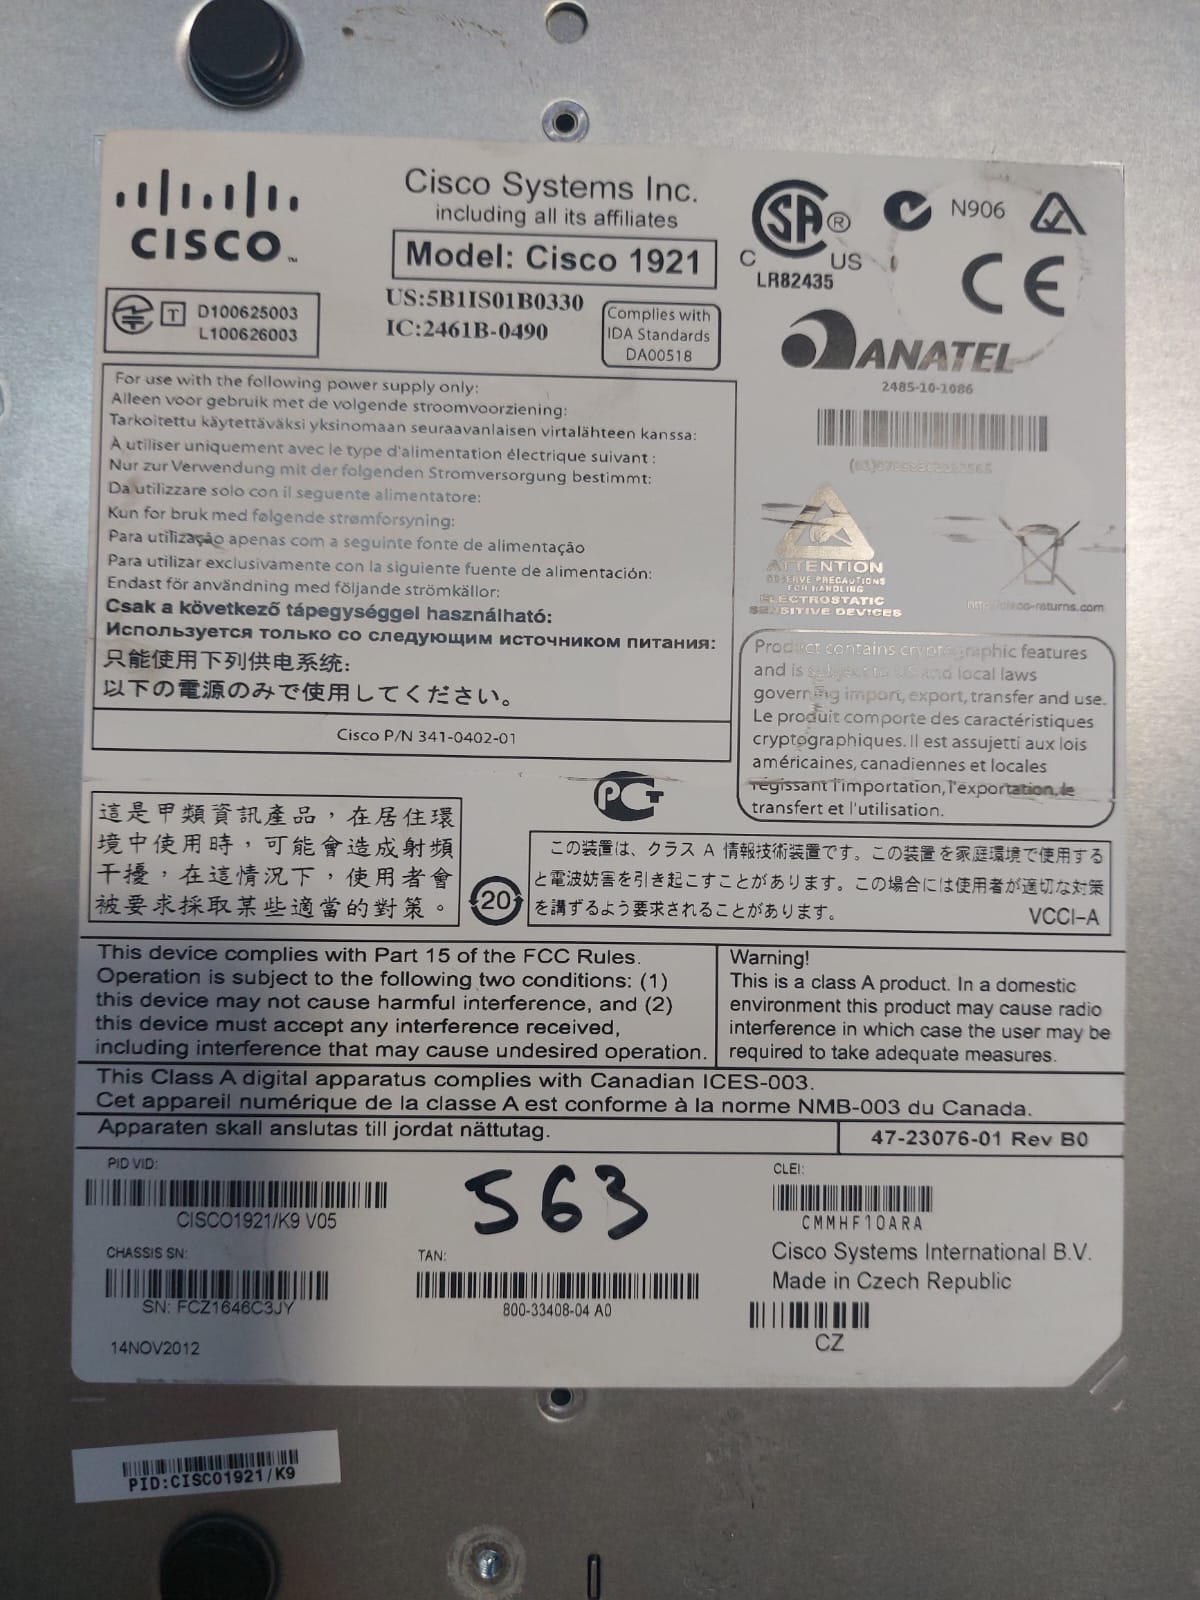 CISCO
Cisco Systems Inc.
including all its affiliates
Model: Cisco 1921
US:5B1IS01B0330
IC:2461B-0490
Complies with
IDA Standards
DA00518
T D100625003
L100626003
SA ®
C US
LR82435
N906
CE
ANATEL
2485-10-1086
For use with the following power supply only:
Alleen voor gebruik met de volgende stroomvoorziening:
Tarkoitettu käytettäväksi yksinomaan seuraavanlaisen virtalähteen kanssa:
À utiliser uniquement avec le type d'alimentation électrique suivant :
Nur zur Verwendung mit der folgenden Stromversorgung bestimmt:
Da utilizzare solo con il seguente alimentatore:
Kun for bruk med følgende strømforsyning:
Para utilização apenas com a seguinte fonte de alimentação
Para utilizar exclusivamente con la siguiente fuente de alimentación:
Endast för användning med följande strömkällor:
Csak a következő tápegységgel használható:
Используется только со следующим источником питания:
只能使用下列供电系统:
以下の電源のみで使用してください。
Cisco P/N 341-0402-01
ATTENTION
OBSERVE PRECAUTIONS
FOR HANDLING
ELECTROSTATIC
SENSITIVE DEVICES
http://cisco-returns.com
Product contains cryptographic features
and is subject to US and local laws
governing import, export, transfer and use.
Le produit comporte des caractéristiques
cryptographiques. Il est assujetti aux lois
américaines, canadiennes et locales
régissant l'importation, l'exportation, le
transfert et l'utilisation.
這是甲類資訊產品，在居住環
境中使用時，可能會造成射頻
干擾，在這情況下，使用者會
被要求採取某些適當的對策。
20
この装置は、クラス A 情報技術装置です。この装置を家庭環境で使用する
と電波妨害を引き起こすことがあります。この場合には使用者が適切な対策
を講ずるよう要求されることがあります。 VCCI-A
This device complies with Part 15 of the FCC Rules.
Operation is subject to the following two conditions: (1)
this device may not cause harmful interference, and (2)
this device must accept any interference received,
including interference that may cause undesired operation.
Warning!
This is a class A product. In a domestic
environment this product may cause radio
interference in which case the user may be
required to take adequate measures.
This Class A digital apparatus complies with Canadian ICES-003.
Cet appareil numérique de la classe A est conforme à la norme NMB-003 du Canada.
Apparaten skall anslutas till jordat nättutag.
47-23076-01 Rev B0
PID VID:
CISCO1921/K9 V05
563
CLEI:
CMMHF10ARA
CHASSIS SN:
SN: FCZ1646C3JY
TAN:
800-33408-04 A0
Cisco Systems International B.V.
Made in Czech Republic
CZ
14NOV2012
PID:CISCO1921/K9